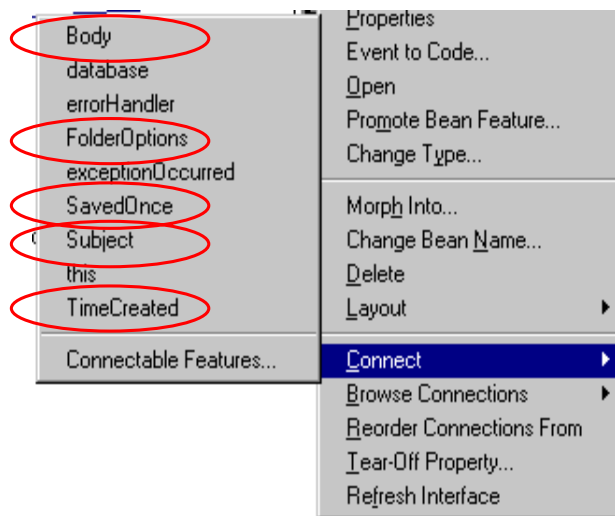 Body
database
errorHandler
FolderOptions
exceptionOccurred
SavedOnce
Subject
this
TimeCreated
Connectable Features...
Properties
Event to Code...
Open
Promote Bean Feature...
Change Type...
Morph Into...
Change Bean Name...
Delete
Layout
Connect
Browse Connections
Reorder Connections From
Tear-Off Property...
Refresh Interface